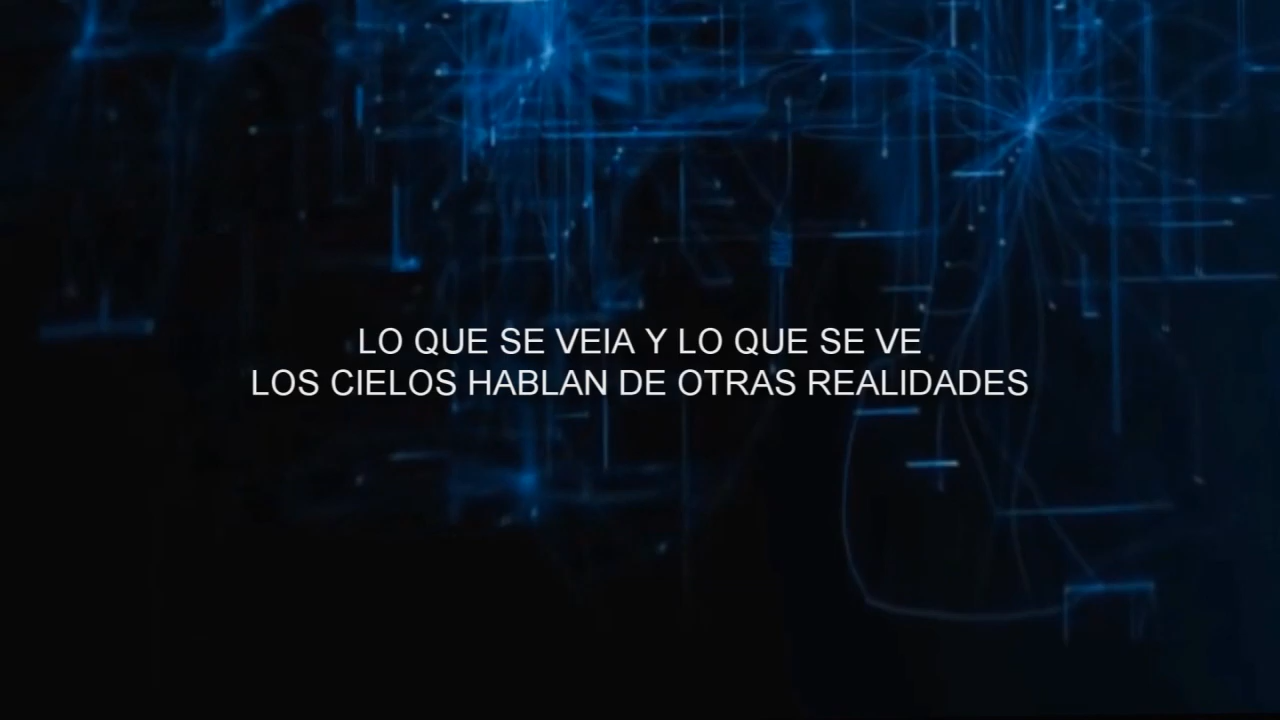 LO QUE SE VEIA Y LO QUE SE VE
LOS CIELOS HABLAN DE OTRAS REALIDADES